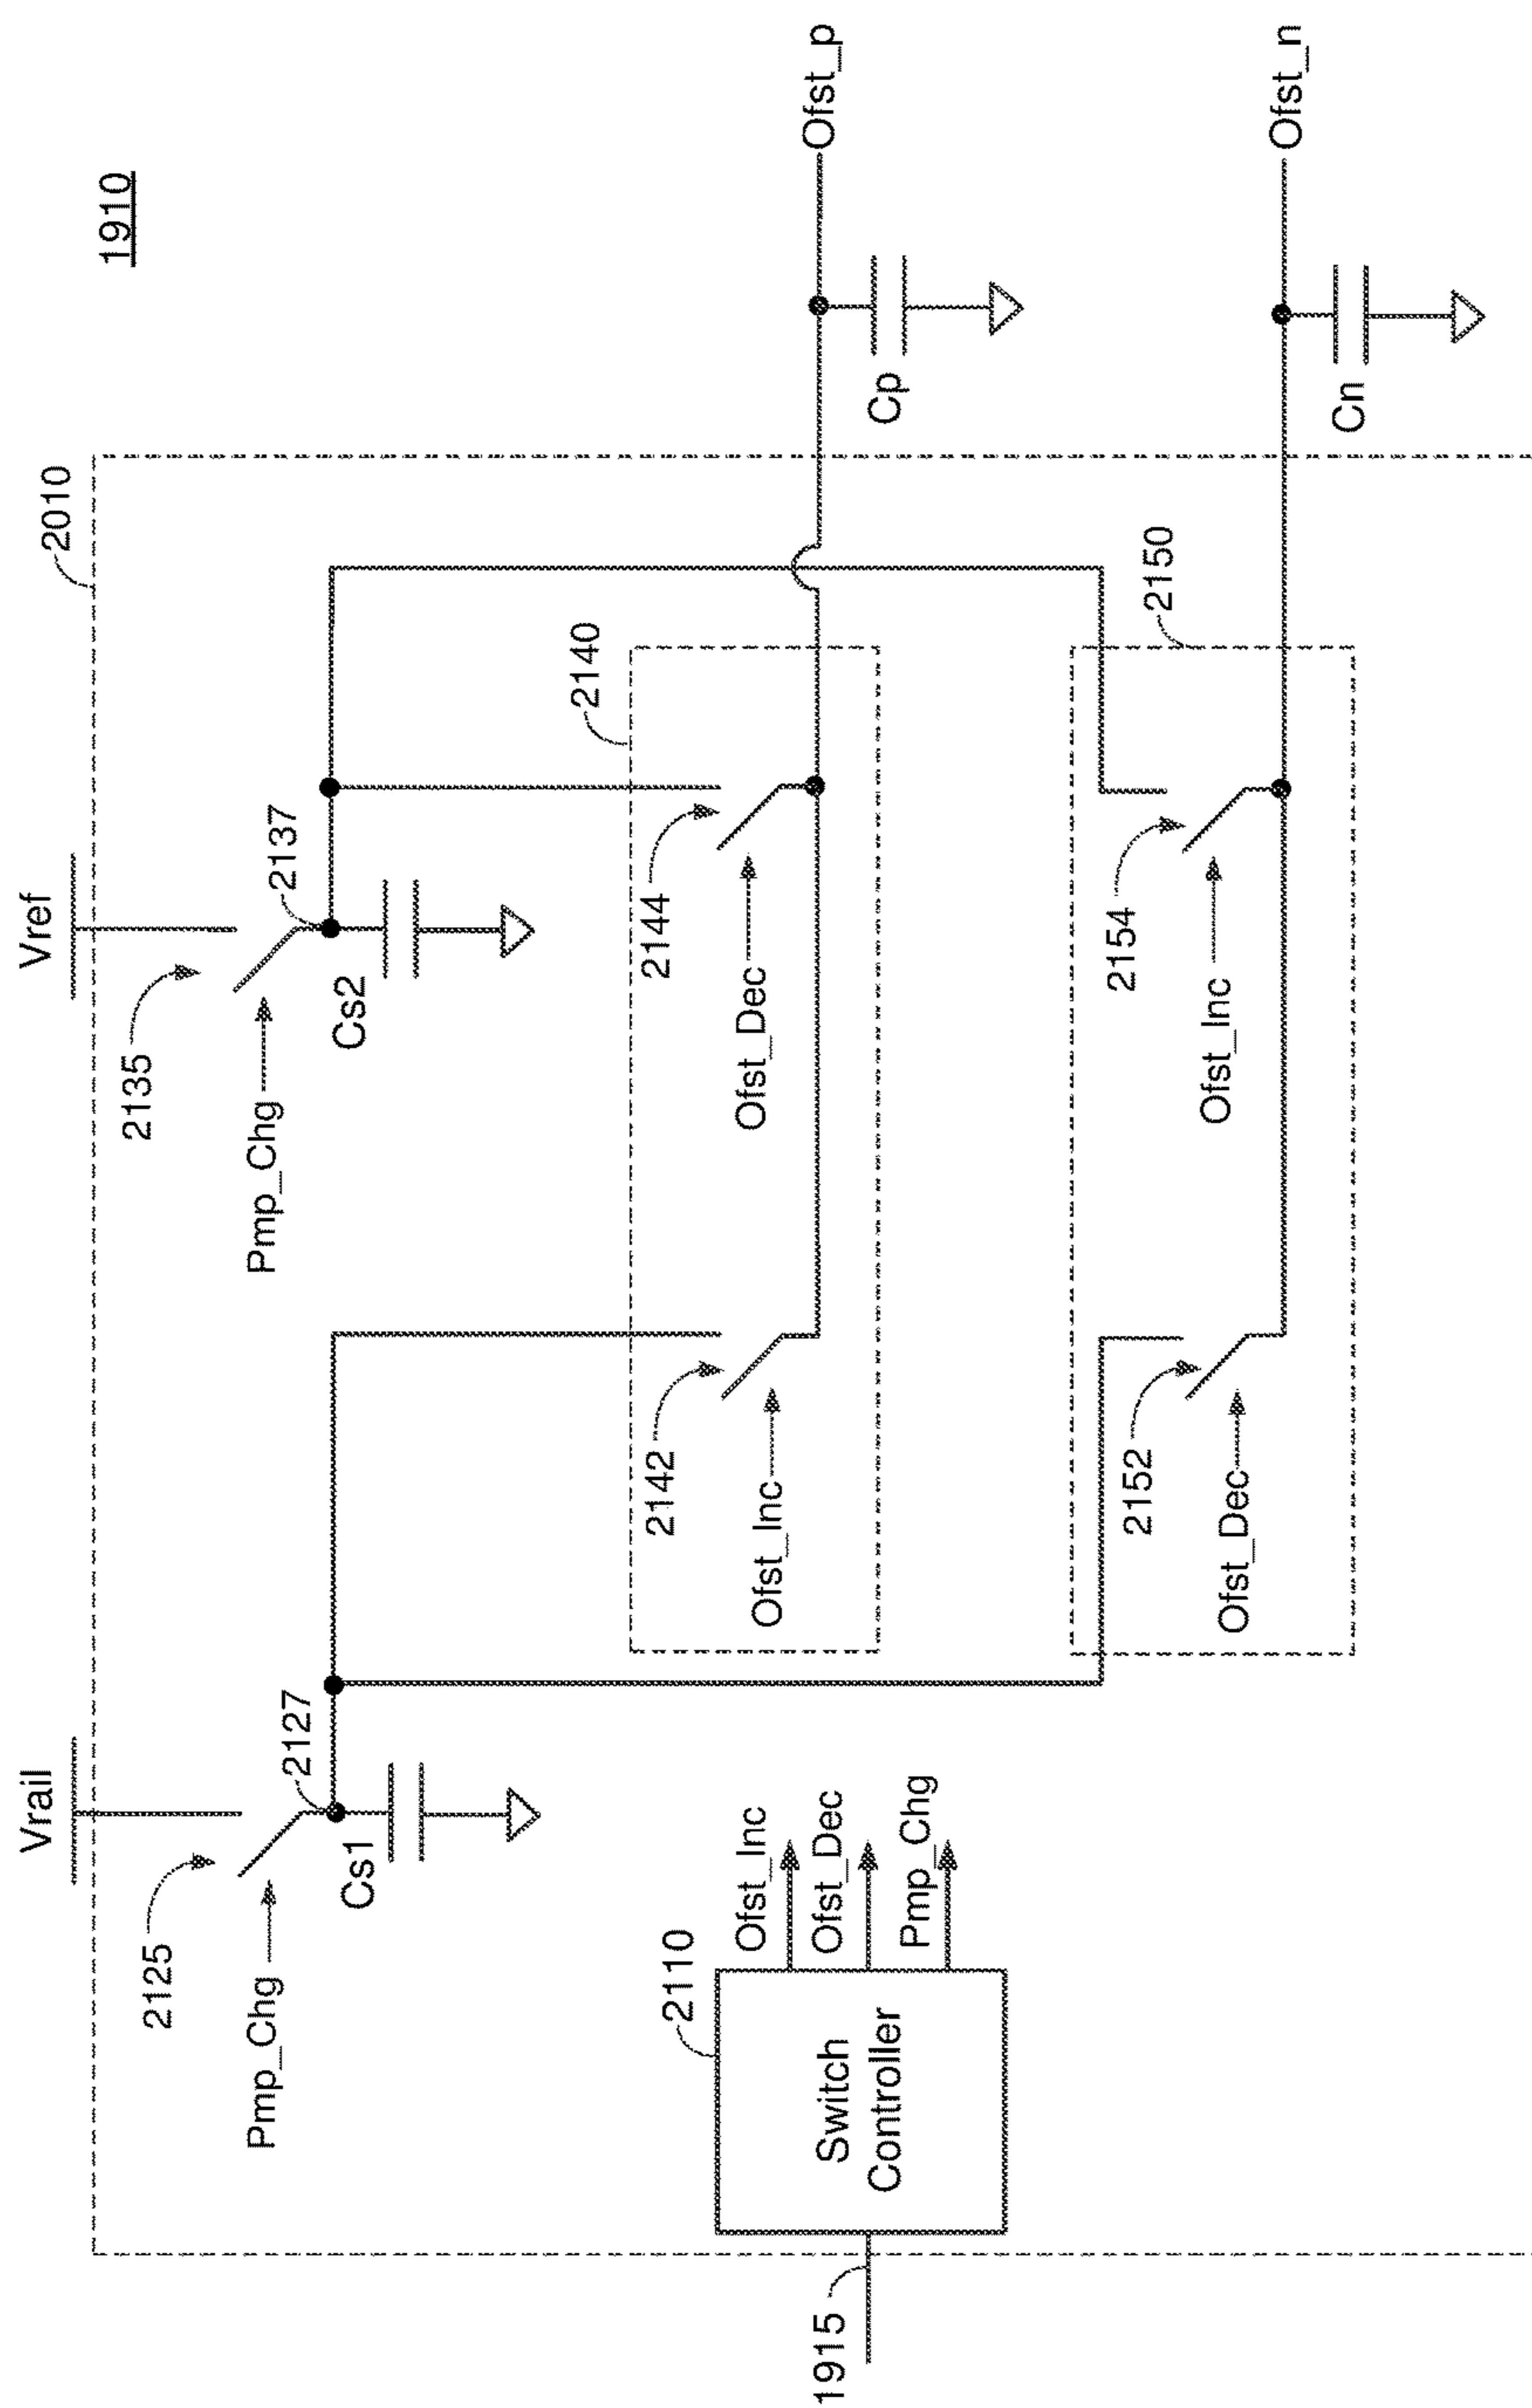 1910
Vrail
Vref
2010
2125
2135
Pmp_Chg
2127
Pmp_Chg
2137
Cs1
Cs2
2140
2142
2144
Ofst_Inc
Ofst_Dec
Ofst_p
Cp
2110
Switch
Controller
Ofst_Inc
Ofst_Dec
Pmp_Chg
1915
2150
2152
2154
Ofst_Dec
Ofst_Inc
Ofst_n
Cn